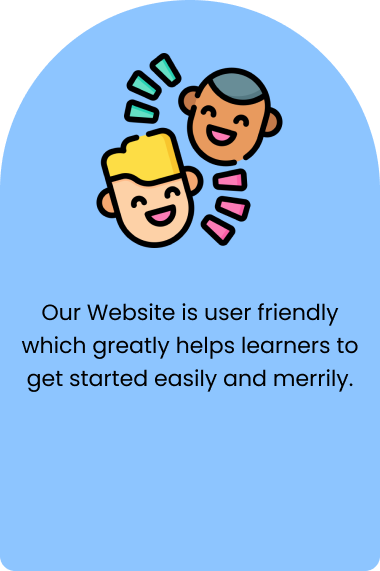 Our Website is user friendly
which greatly helps learners to
get started easily and merrily.